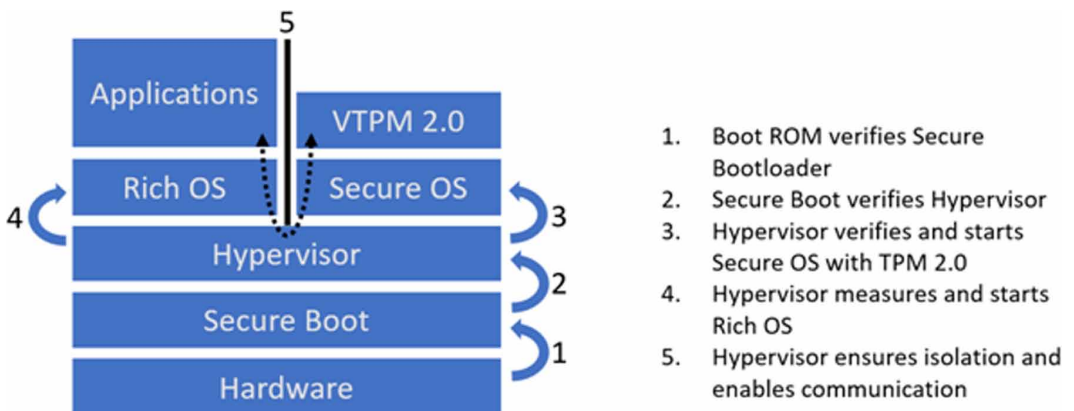 5
Applications
VTPM 2.0
Rich OS
Secure OS
4
3
Hypervisor
2
Secure Boot
1
Hardware
1. Boot ROM verifies Secure
Bootloader
2. Secure Boot verifies Hypervisor
3. Hypervisor verifies and starts
Secure OS with TPM 2.0
4. Hypervisor measures and starts
Rich OS
5. Hypervisor ensures isolation and
enables communication